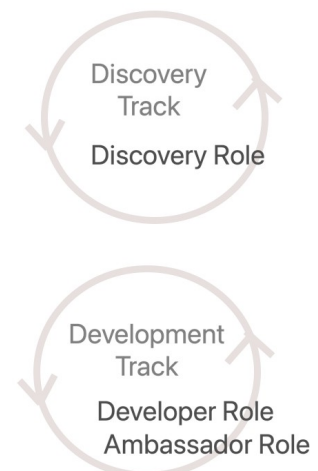 Discovery
Track
Discovery Role
Development
Track
Developer Role
Ambassador Role